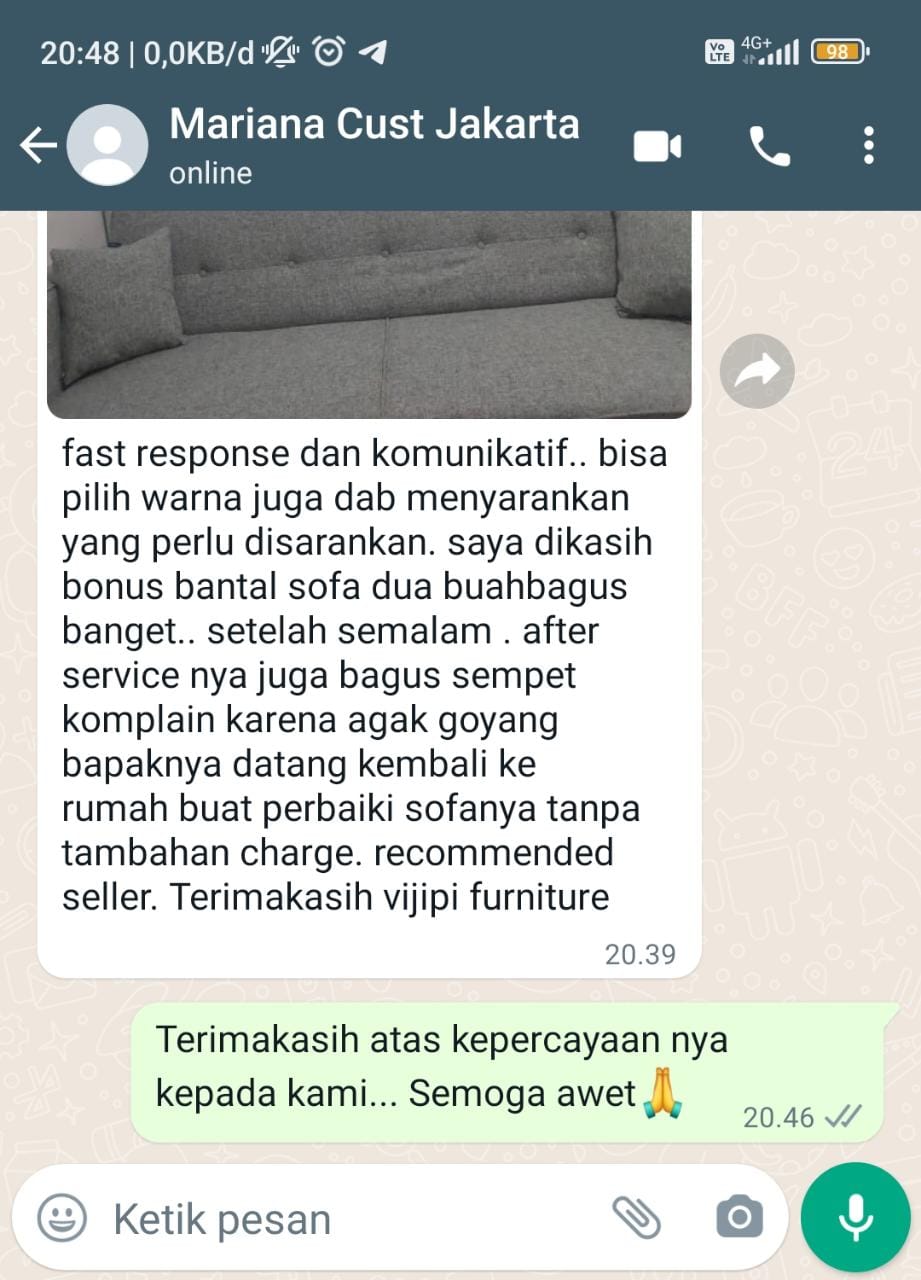 20:48 | 0,0KB/d
Vo LTE 4G+ 98
Mariana Cust Jakarta
online
fast response dan komunikatif.. bisa
pilih warna juga dab menyarankan
yang perlu disarankan. saya dikasih
bonus bantal sofa dua buahbagus
banget.. setelah semalam . after
service nya juga bagus sempet
komplain karena agak goyang
bapaknya datang kembali ke
rumah buat perbaiki sofanya tanpa
tambahan charge. recommended
seller. Terimakasih vijipi furniture
20.39
Terimakasih atas kepercayaan nya
kepada kami... Semoga awet🙏
20.46
Ketik pesan